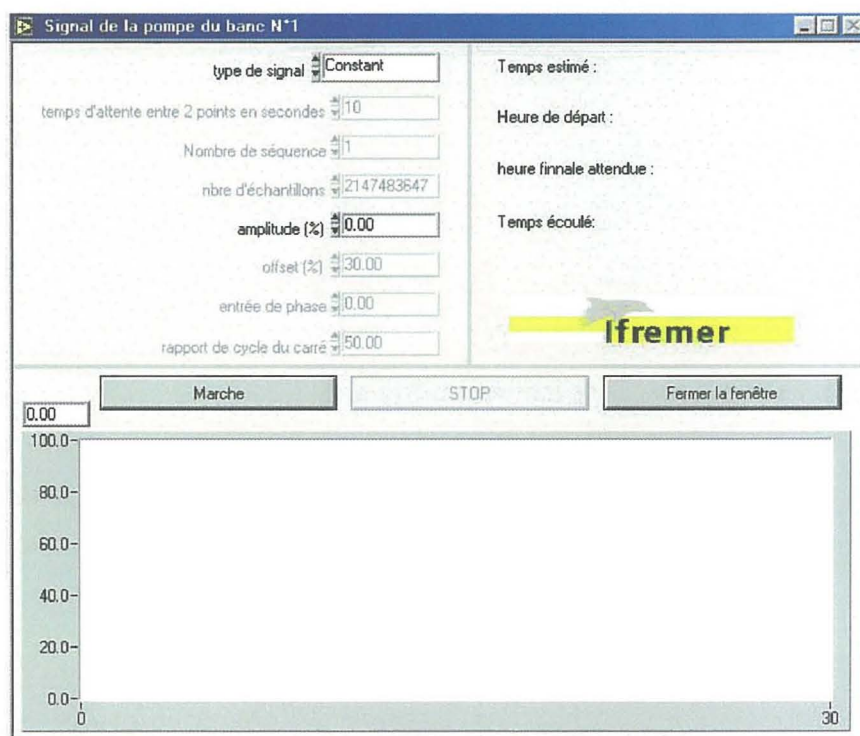 Signal de la pompe du banc N°1
type de signal Constant
temps d'attente entre 2 points en secondes 10
Nombre de séquence 1
nbre d'échantillons 2147483647
amplitude (%) 0.00
offset (%) 30.00
entrée de phase 0.00
rapport de cycle du carré 50.00
Temps estimé :
Heure de départ :
heure finnale attendue :
Temps écoulé:
Ifremer
Marche
STOP
Fermer la fenêtre
0.00
100.0
80.0
60.0
40.0
20.0
0.0
0
30